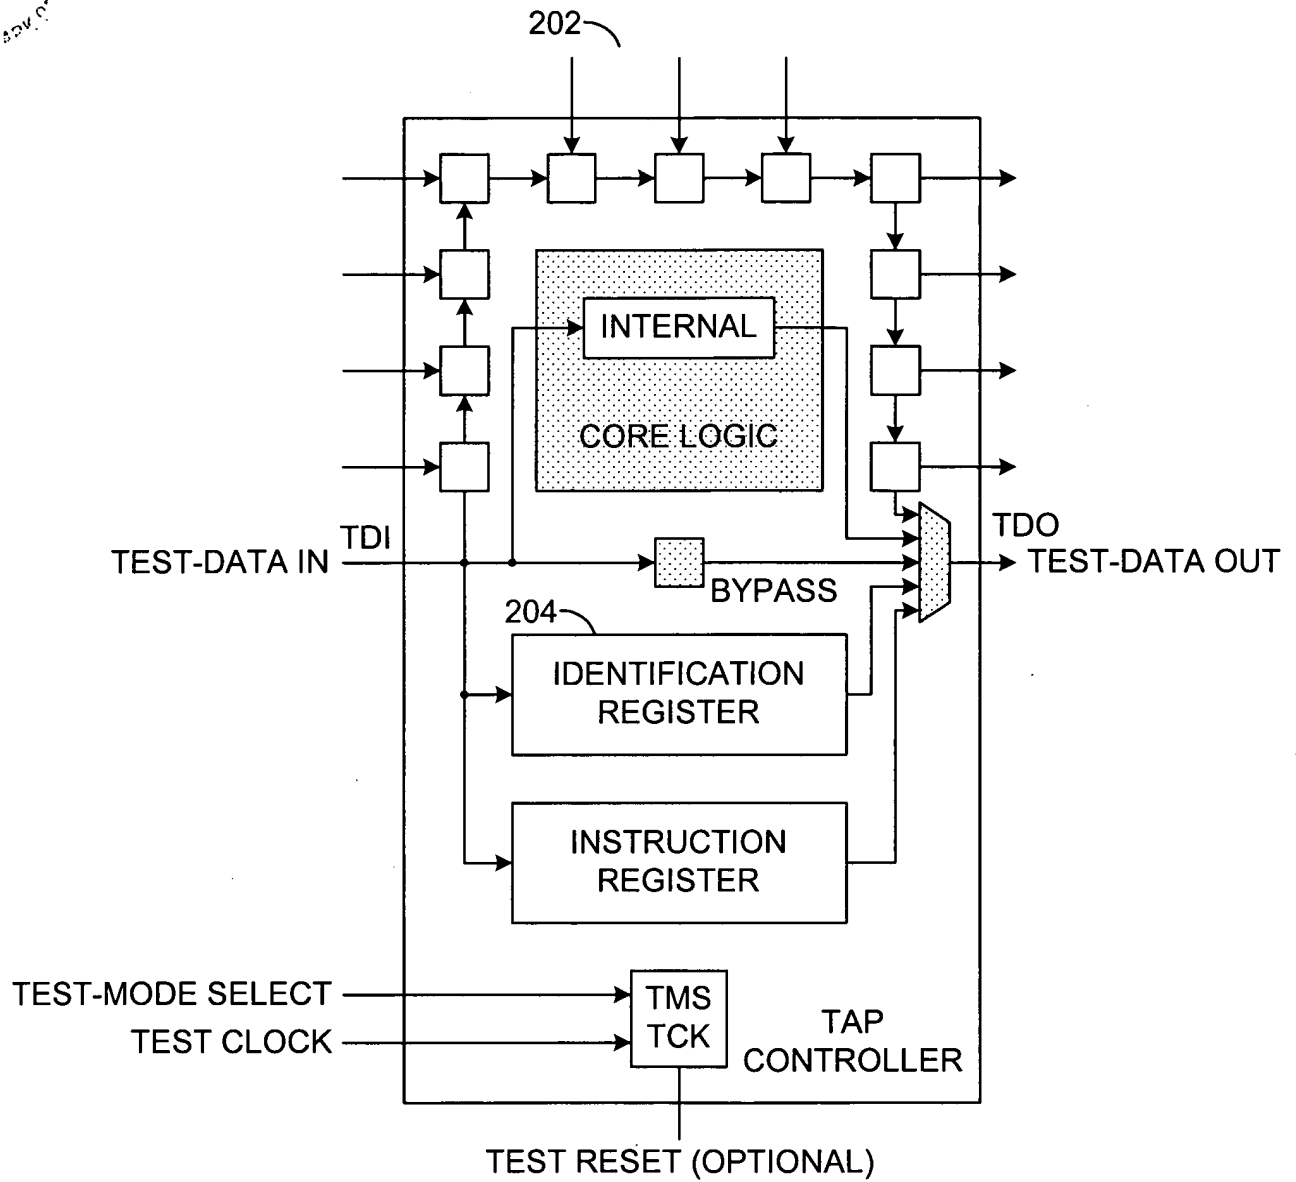 202
INTERNAL
CORE LOGIC
TDI
TDO
TEST-DATA IN
TEST-DATA OUT
BYPASS
204
IDENTIFICATION
REGISTER
INSTRUCTION
REGISTER
TEST-MODE SELECT
TMS
TEST CLOCK
TCK
TAP
CONTROLLER
TEST RESET (OPTIONAL)